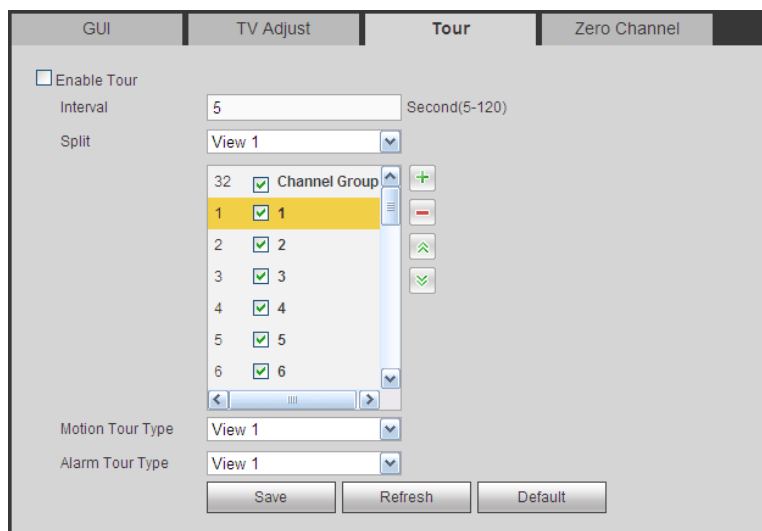 GUI TV Adjust Tour Zero Channel
Enable Tour
Interval 5 Second(5-120)
Split View 1
32 Channel Group
1 1
2 2
3 3
4 4
5 5
6 6
Motion Tour Type View 1
Alarm Tour Type View 1
Save Refresh Default